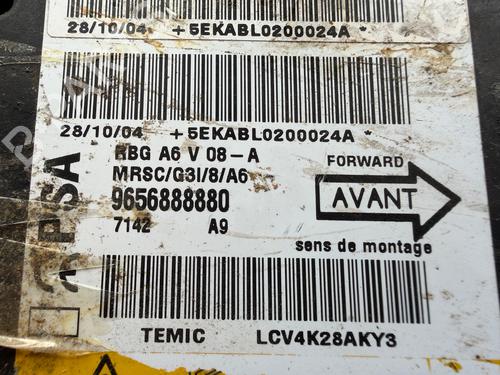 28/10/04 +5EKABL0200024A*
28/10/04 +5EKABL0200024A *
RBG A6 V 08-A
MRSC/G3I/8/A6
9656888880
7142 A9
FORWARD
AVANT
sens de montage
PSA
TEMIC LCV4K28AKY3